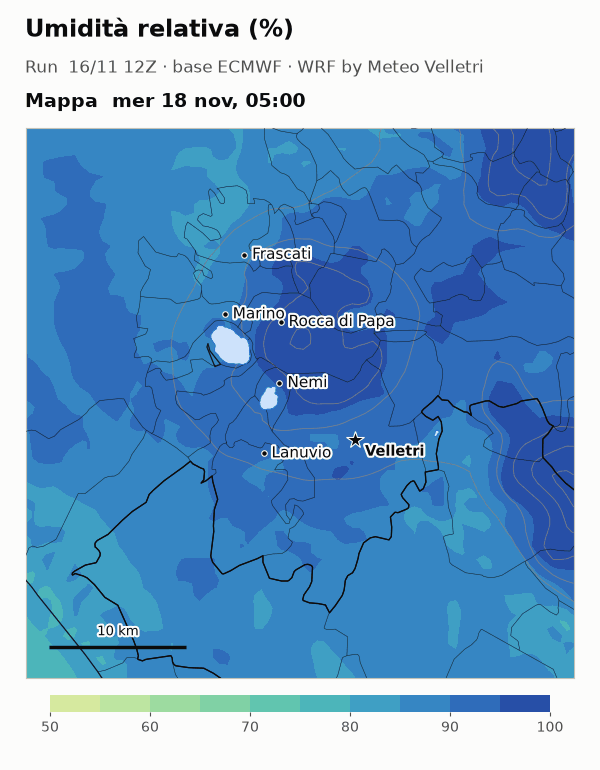 Umidità relativa (%)
Run  16/11 12Z · base ECMWF · WRF by Meteo Velletri
Mappa  mer 18 nov, 05:00
Frascati
Marino
Rocca di Papa
Nemi
Velletri
Lanuvio
10 km
50 60 70 80 90 100